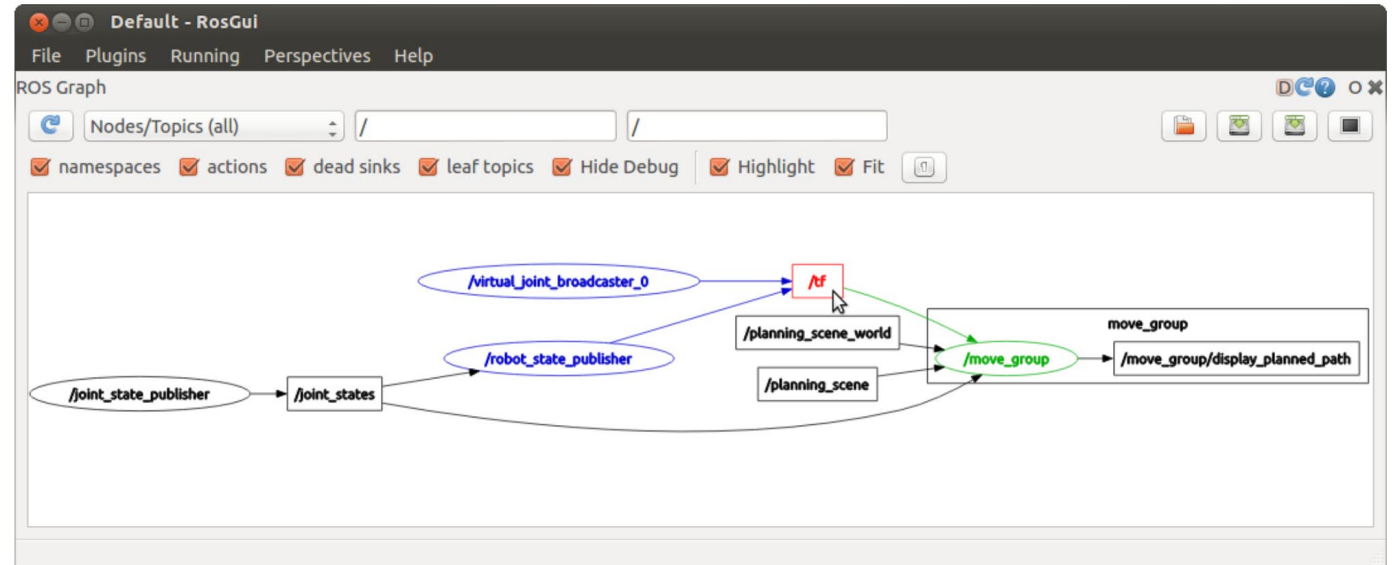 Default - RosGui
File Plugins Running Perspectives Help
ROS Graph
D
O
Nodes/Topics (all) / /
namespaces actions dead sinks leaf topics Hide Debug Highlight Fit
/virtual_joint_broadcaster_0
/tf
/planning_scene_world
move_group
/robot_state_publisher
/move_group
/move_group/display_planned_path
/planning_scene
/joint_state_publisher
/joint_states